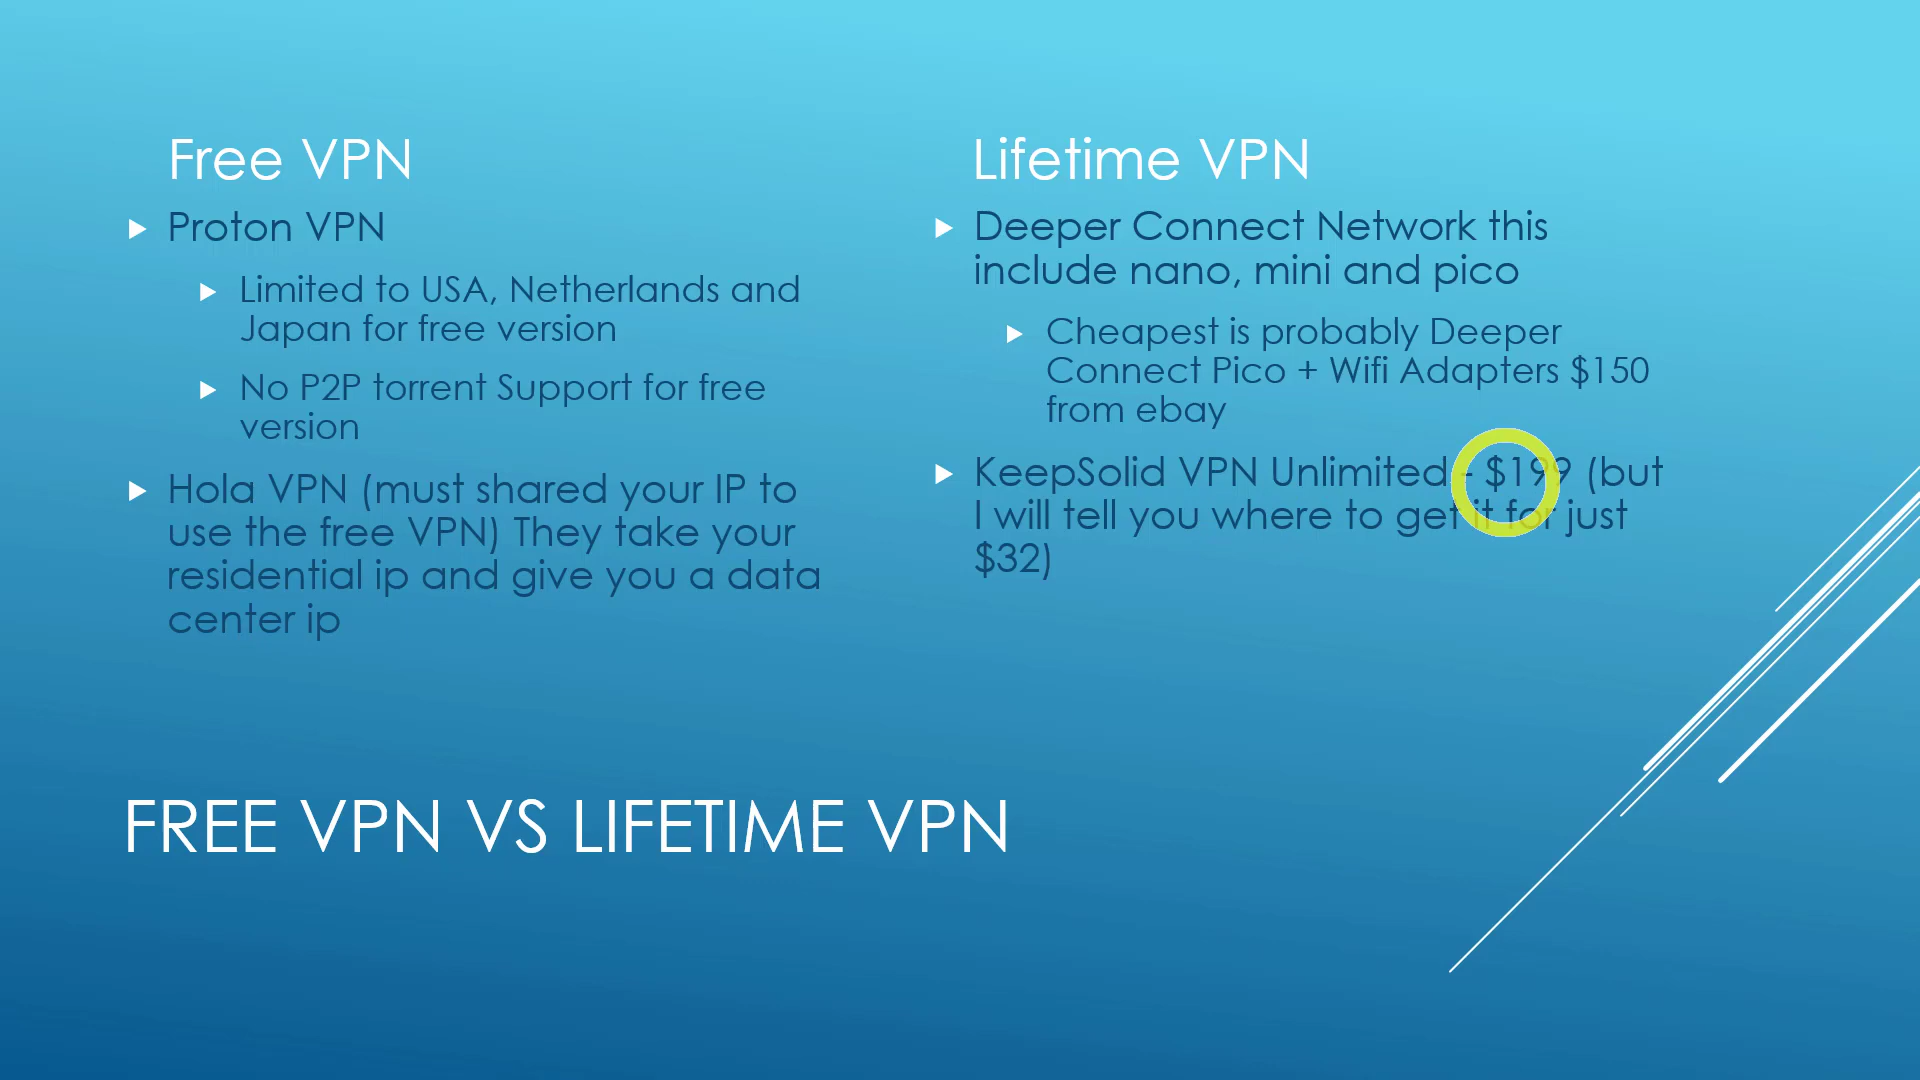 Free VPN
Proton VPN
Limited to USA, Netherlands and
Japan for free version
No P2P torrent Support for free
version
Hola VPN (must shared your IP to
use the free VPN) They take your
residential ip and give you a data
center ip
Lifetime VPN
Deeper Connect Network this
include nano, mini and pico
Cheapest is probably Deeper
Connect Pico + Wifi Adapters $150
from ebay
KeepSolid VPN Unlimited - $199 (but
I will tell you where to get it for just
$32)
FREE VPN VS LIFETIME VPN